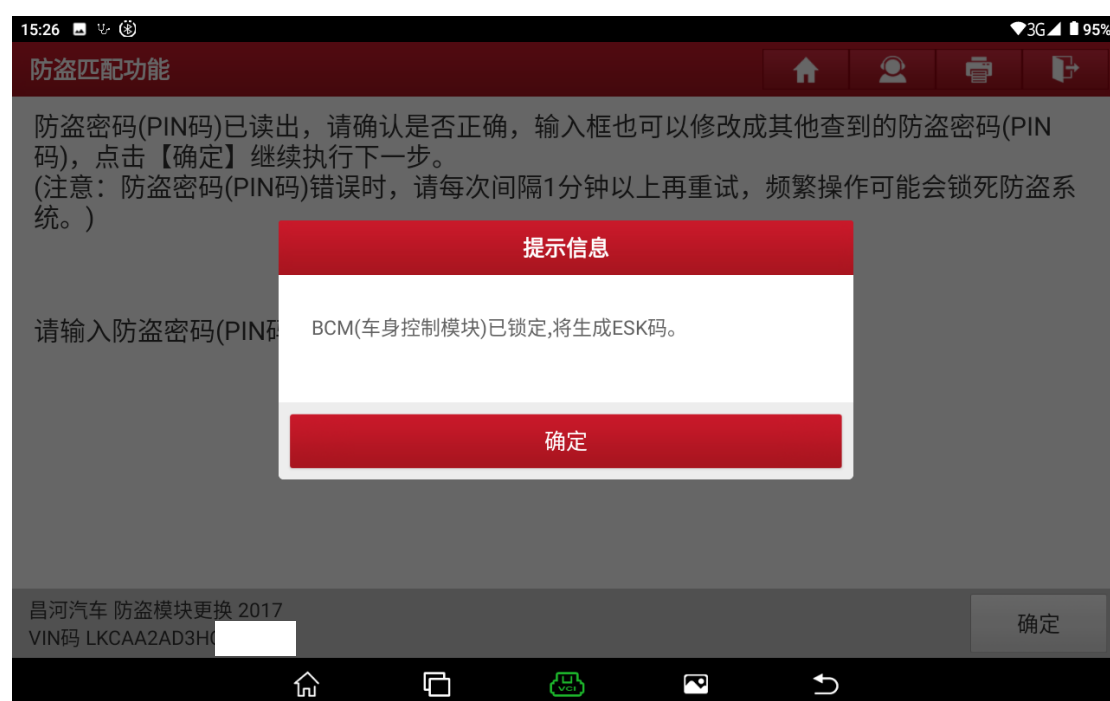 15:26 3G 95%
防盗匹配功能
防盗密码(PIN码)已读出，请确认是否正确，输入框也可以修改成其他查到的防盗密码(PIN
码)，点击【确定】继续执行下一步。
(注意：防盗密码(PIN码)错误时，请每次间隔1分钟以上再重试，频繁操作可能会锁死防盗系
统。)
提示信息
请输入防盗密码(PIN码
BCM(车身控制模块)已锁定,将生成ESK码。
确定
昌河汽车 防盗模块更换 2017
VIN码 LKCAA2AD3H
确定
VCI